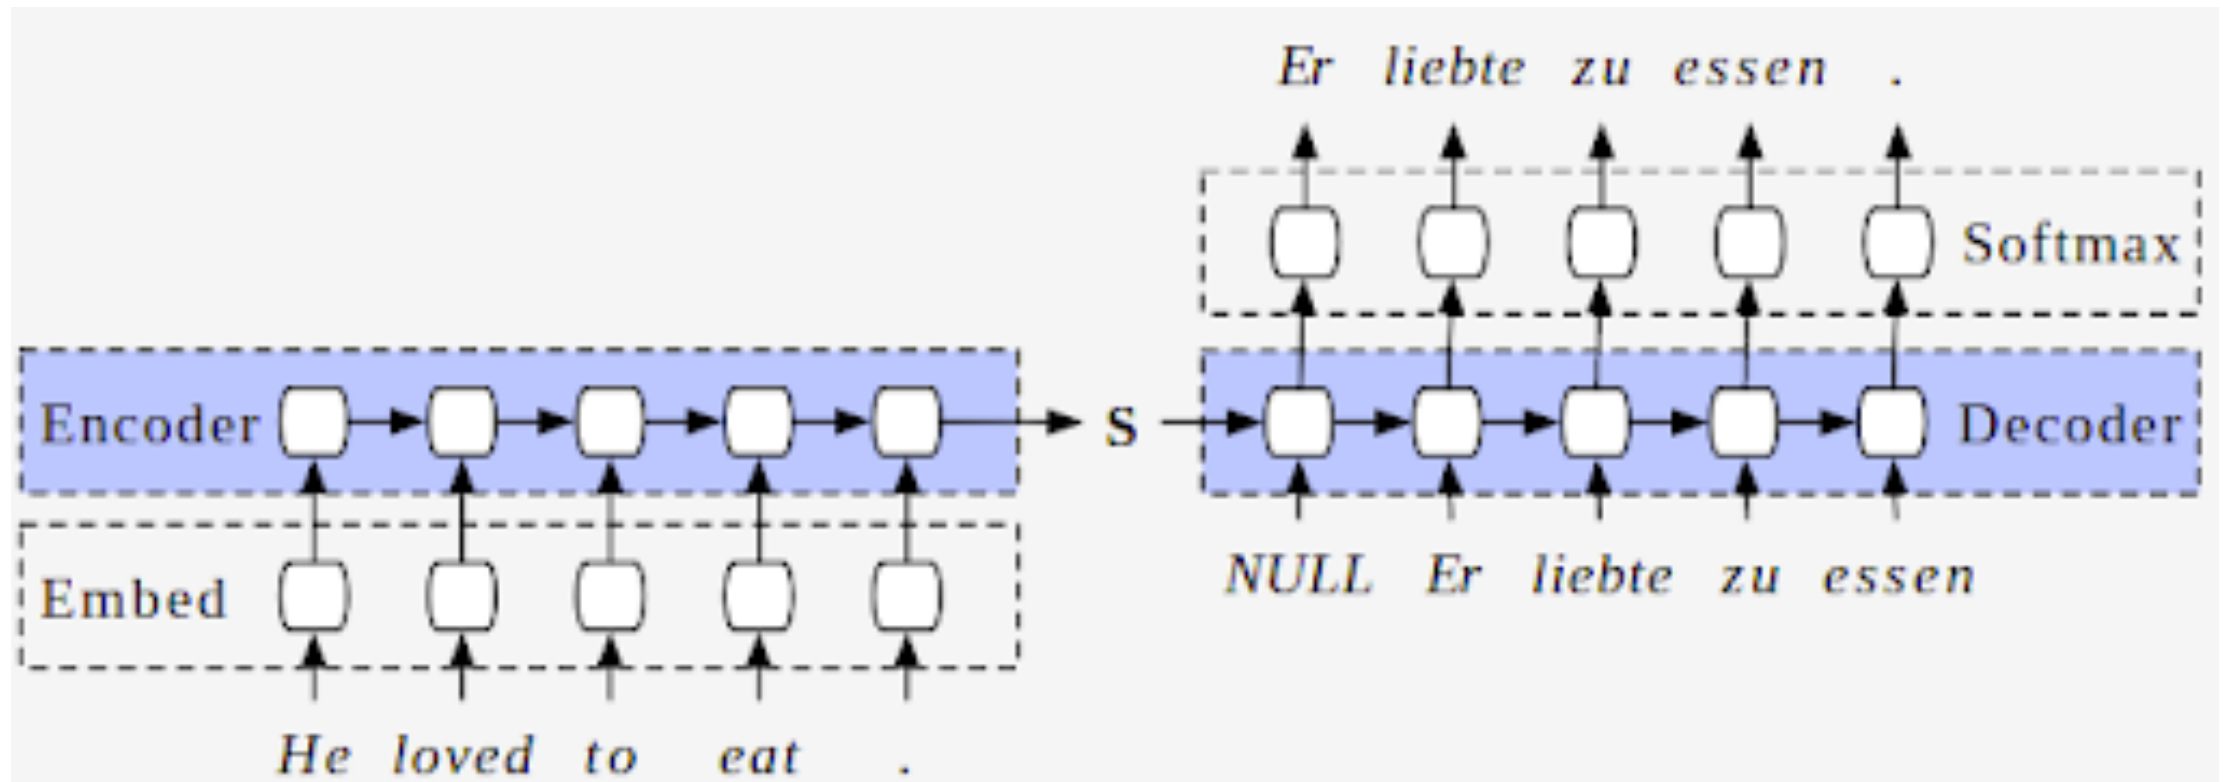 Er liebte zu essen .
Softmax
Encoder
S
Decoder
Embed
NULL Er liebte zu essen
He loved to eat .